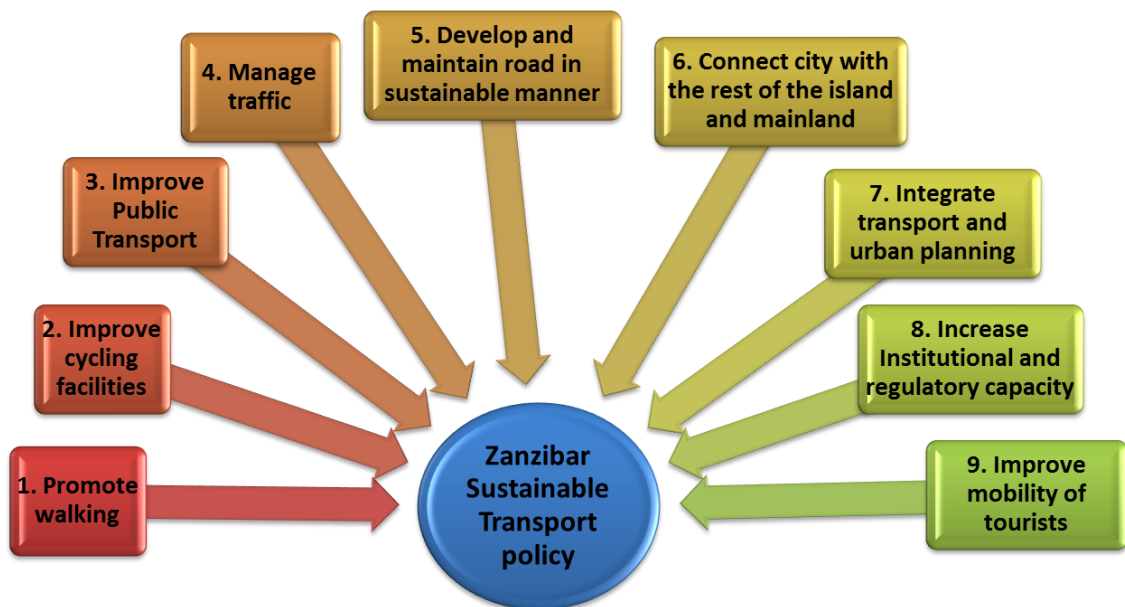 1. Promote
walking
2. Improve
cycling
facilities
3. Improve
Public
Transport
4. Manage
traffic
5. Develop and
maintain road in
sustainable manner
6. Connect city with
the rest of the island
and mainland
7. Integrate
transport and
urban planning
8. Increase
Institutional and
regulatory capacity
9. Improve
mobility of
tourists
Zanzibar
Sustainable
Transport
policy